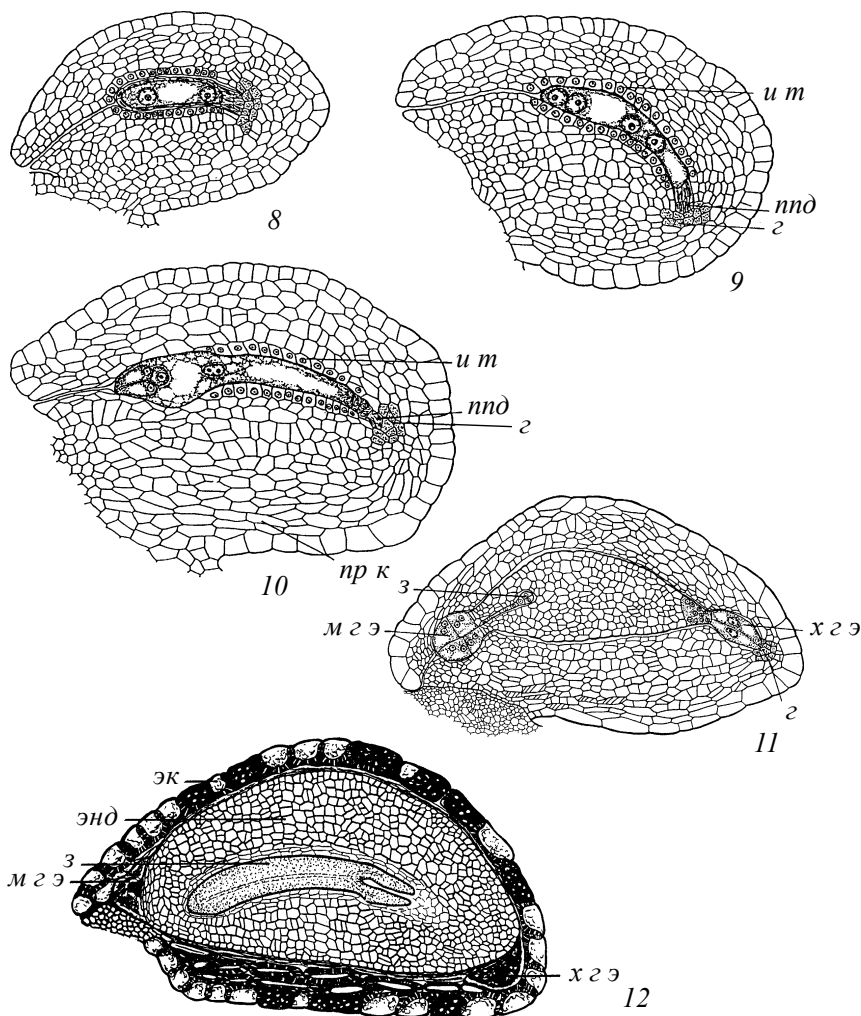 8
и т
ппд
г
9
и т
ппд
г
пр к
10
з
м г э
х г э
г
11
эк
энд
з
м г э
х г э
12